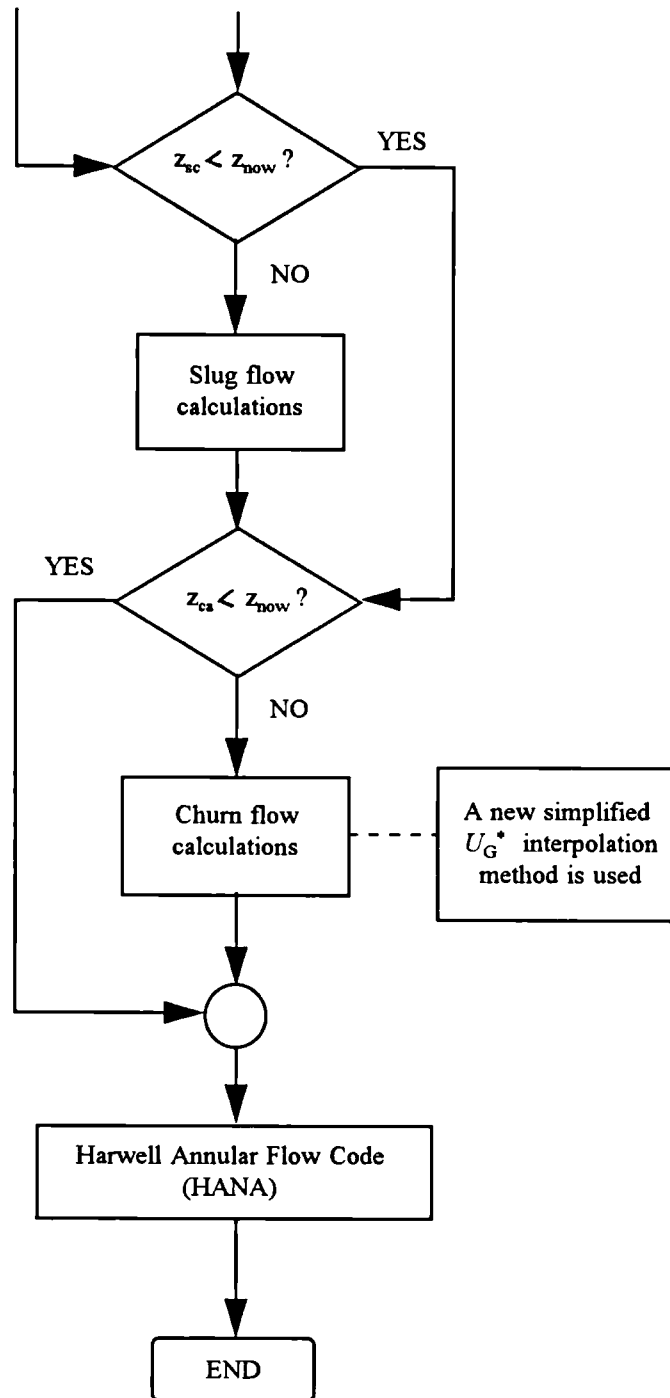 z_sc < z_now ?
YES
NO
Slug flow
calculations
YES
z_ca < z_now ?
NO
Churn flow
calculations
A new simplified
U_G* interpolation
method is used
Harwell Annular Flow Code
(HANA)
END